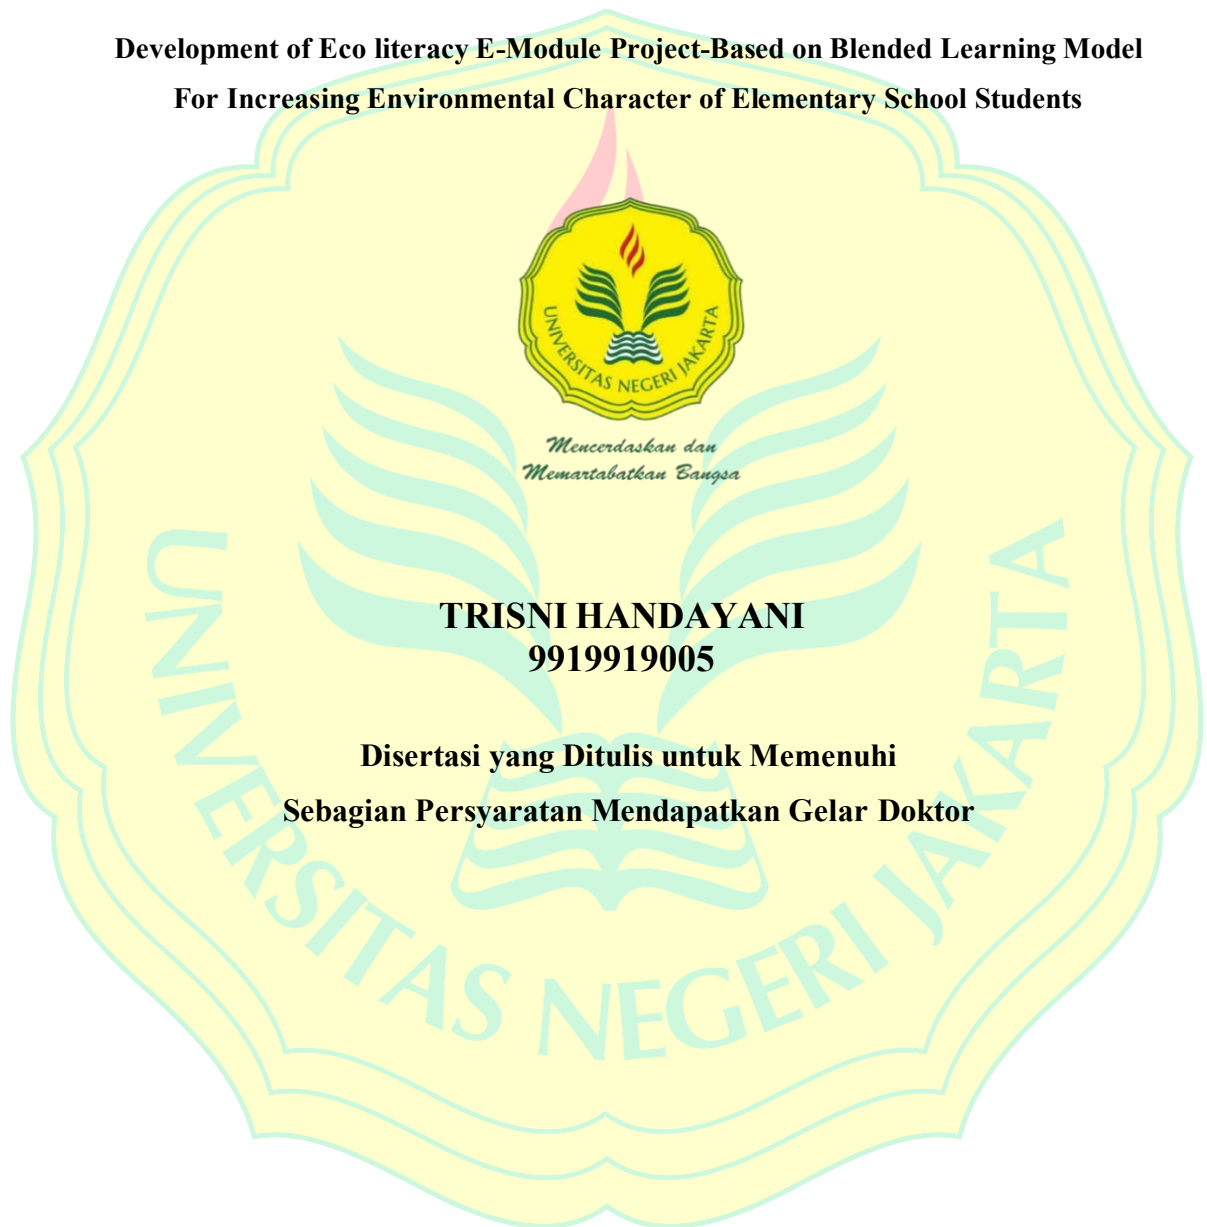 Development of Eco literacy E-Module Project-Based on Blended Learning Model
For Increasing Environmental Character of Elementary School Students
UNIVERSITAS NEGERI JAKARTA
Mencerdaskan dan
Memartabatkan Bangsa
TRISNI HANDAYANI
9919919005
Disertasi yang Ditulis untuk Memenuhi
Sebagian Persyaratan Mendapatkan Gelar Doktor
UNIVERSITAS NEGERI JAKARTA